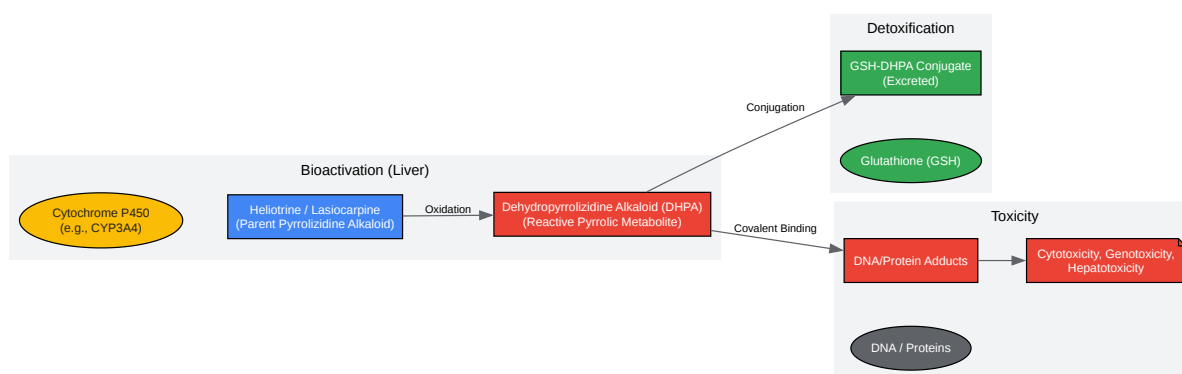 Detoxification
GSH-DHPA Conjugate
(Excreted)
Conjugation
Glutathione (GSH)
Bioactivation (Liver)
Cytochrome P450
(e.g., CYP3A4)
Heliotrine / Lasiocarpine
(Parent Pyrrolizidine Alkaloid)
Oxidation
Dehydropyrrolizidine Alkaloid (DHPA)
(Reactive Pyrrolic Metabolite)
Toxicity
Covalent Binding
DNA/Protein Adducts
Cytotoxicity, Genotoxicity,
Hepatotoxicity
DNA / Proteins